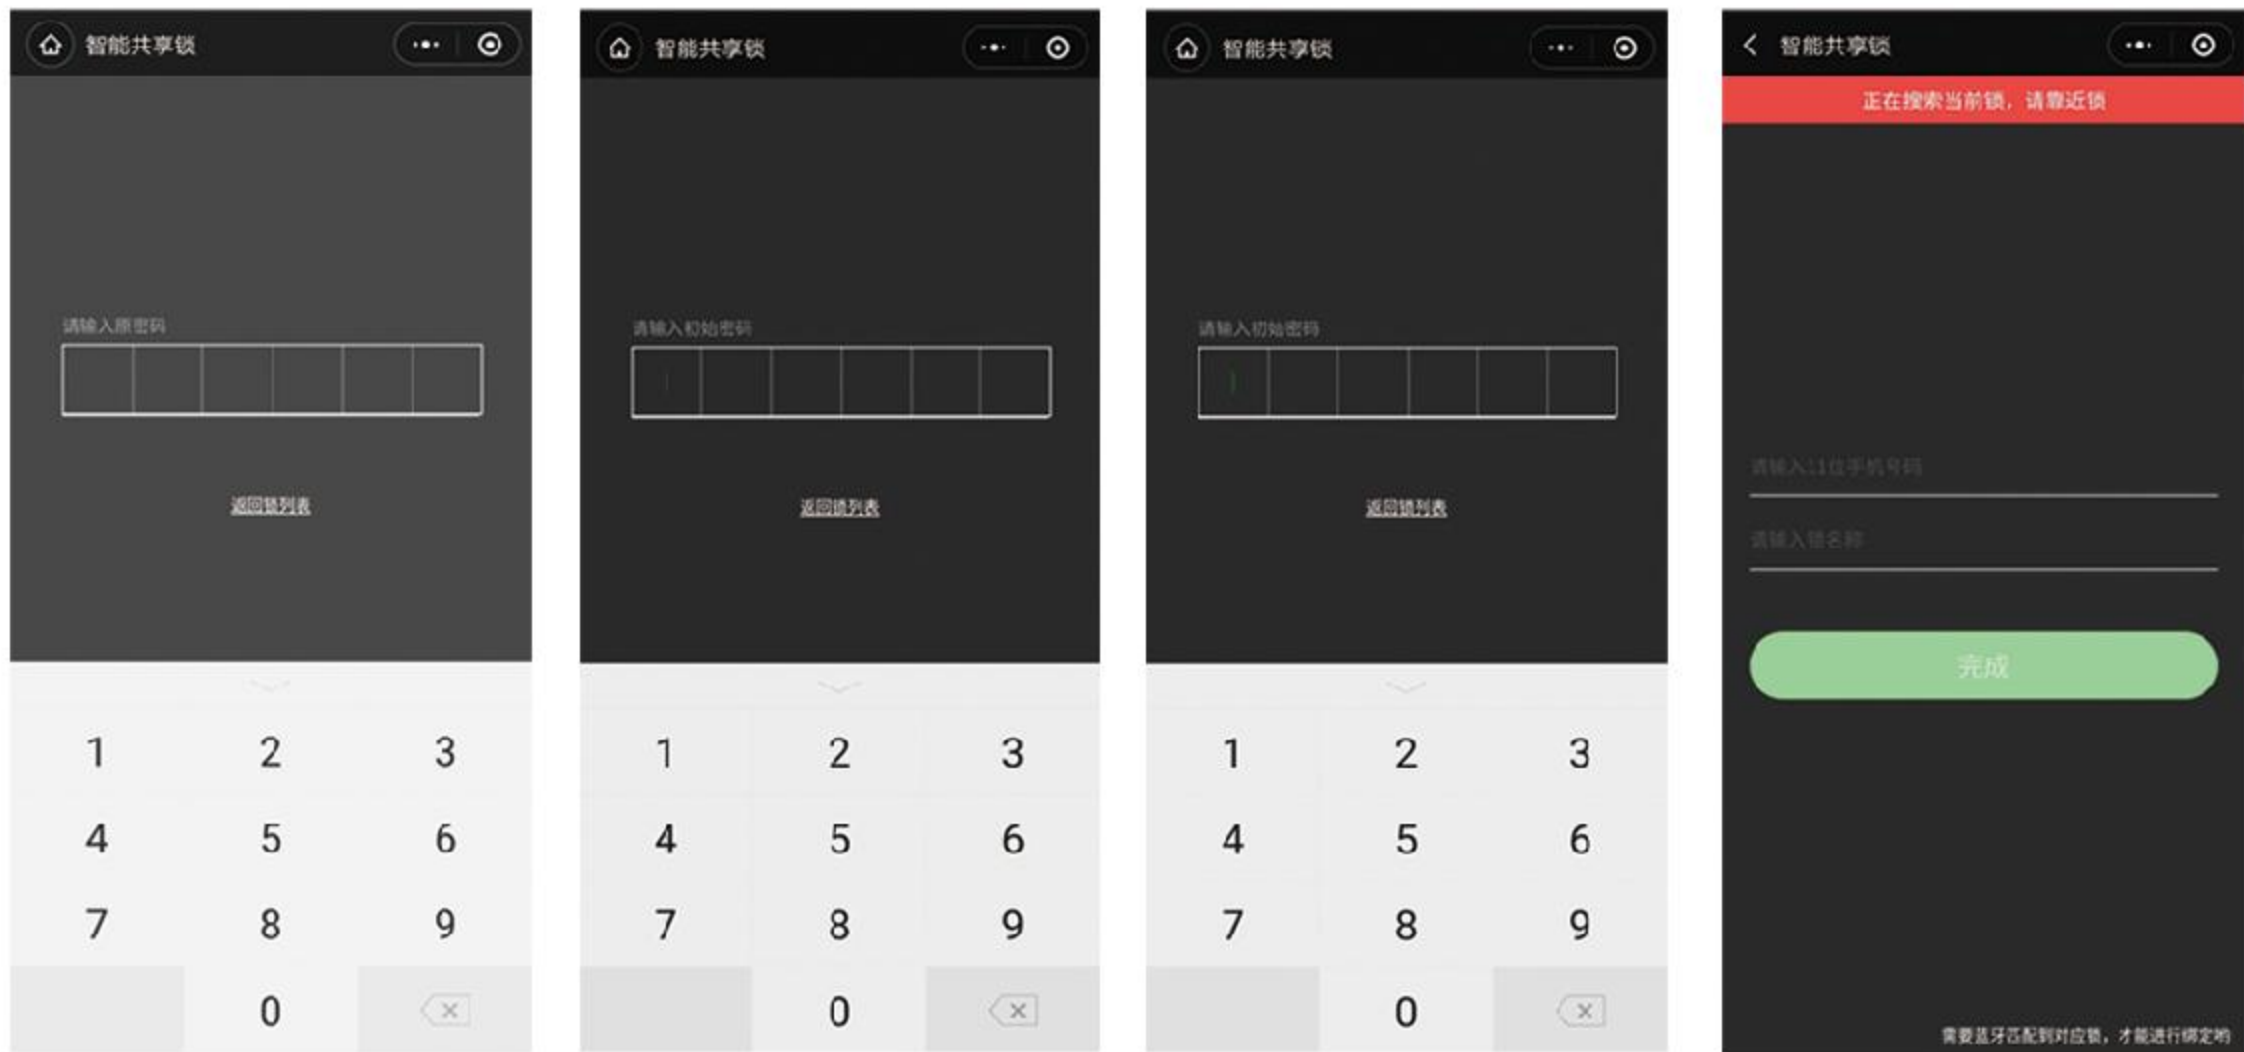 智能共享锁
请输入原密码
返回锁列表
1 2 3
4 5 6
7 8 9
0
智能共享锁
请输入初始密码
返回锁列表
1 2 3
4 5 6
7 8 9
0
智能共享锁
请输入初始密码
返回锁列表
1 2 3
4 5 6
7 8 9
0
智能共享锁
正在搜索当前锁，请靠近锁
请输入11位手机号码
请输入锁名称
完成
需要蓝牙匹配到对应锁，才能进行绑定哟